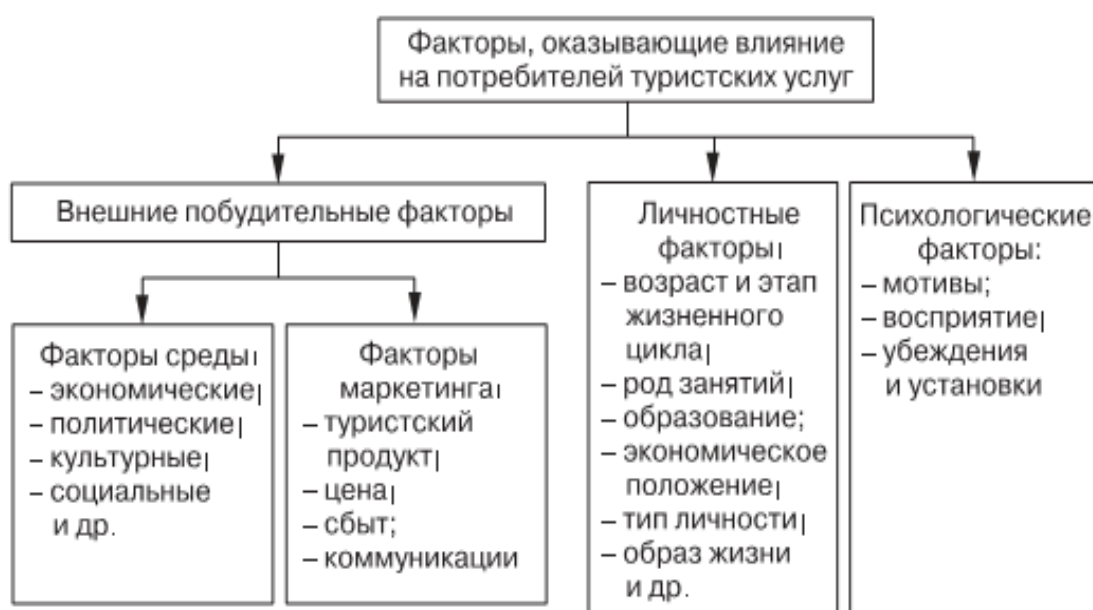 Факторы, оказывающие влияние
на потребителей туристских услуг
Внешние побудительные факторы
Факторы среды|
– экономические|
– политические|
– культурные|
– социальные
и др.
Факторы
маркетинга|
– туристский
продукт|
– цена|
– сбыт;
– коммуникации
Личностные
факторы|
– возраст и этап
жизненного
цикла|
– род занятий|
– образование;
– экономическое
положение|
– тип личности|
– образ жизни
и др.
Психологические
факторы:
– мотивы;
– восприятие|
– убеждения
и установки